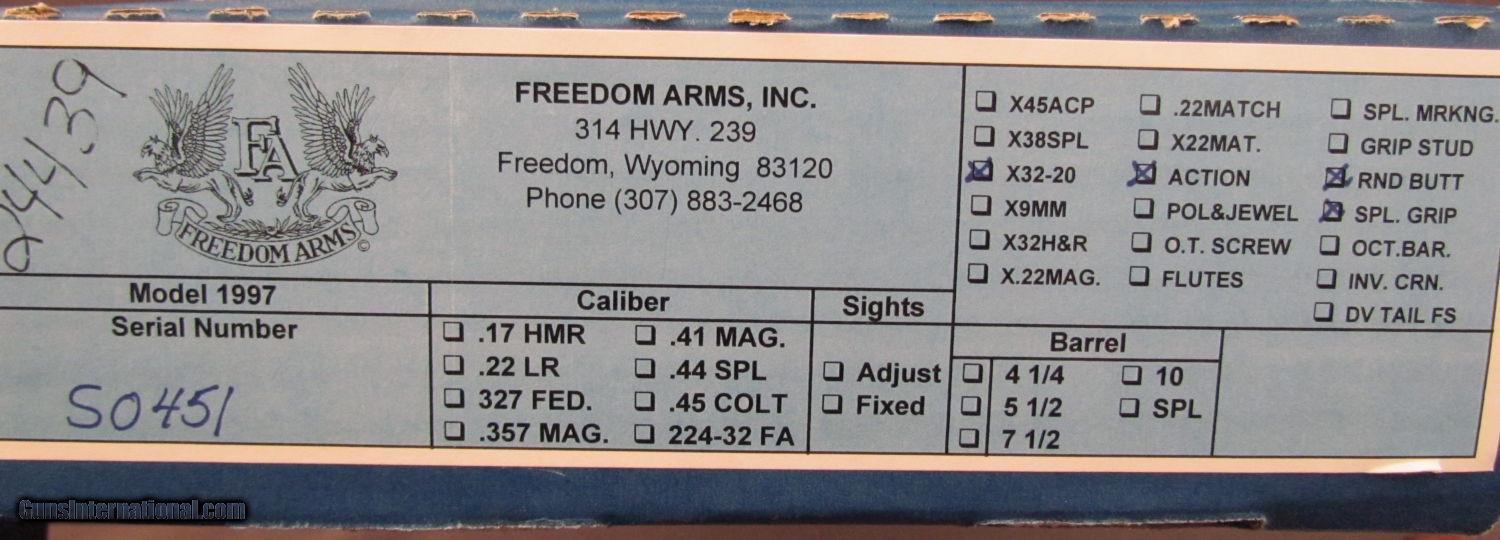 244139
FA
FREEDOM ARMS ©
FREEDOM ARMS, INC.
314 HWY. 239
Freedom, Wyoming 83120
Phone (307) 883-2468
☐ X45ACP ☐ .22MATCH ☐ SPL. MRKNG.
☐ X38SPL ☐ X22MAT. ☐ GRIP STUD
☒ X32-20 ☒ ACTION ☒ RND BUTT
☐ X9MM ☐ POL&JEWEL ☒ SPL. GRIP
☐ X32H&R ☐ O.T. SCREW ☐ OCT.BAR.
☐ X.22MAG. ☐ FLUTES ☐ INV. CRN.
☐ DV TAIL FS
Model 1997
Serial Number
S0451
Caliber
☐ .17 HMR ☐ .41 MAG.
☐ .22 LR ☐ .44 SPL
☐ 327 FED. ☐ .45 COLT
☐ .357 MAG. ☐ 224-32 FA
Sights
☐ Adjust
☐ Fixed
Barrel
☐ 4 1/4 ☐ 10
☐ 5 1/2 ☐ SPL
☐ 7 1/2
GunsInternational.com